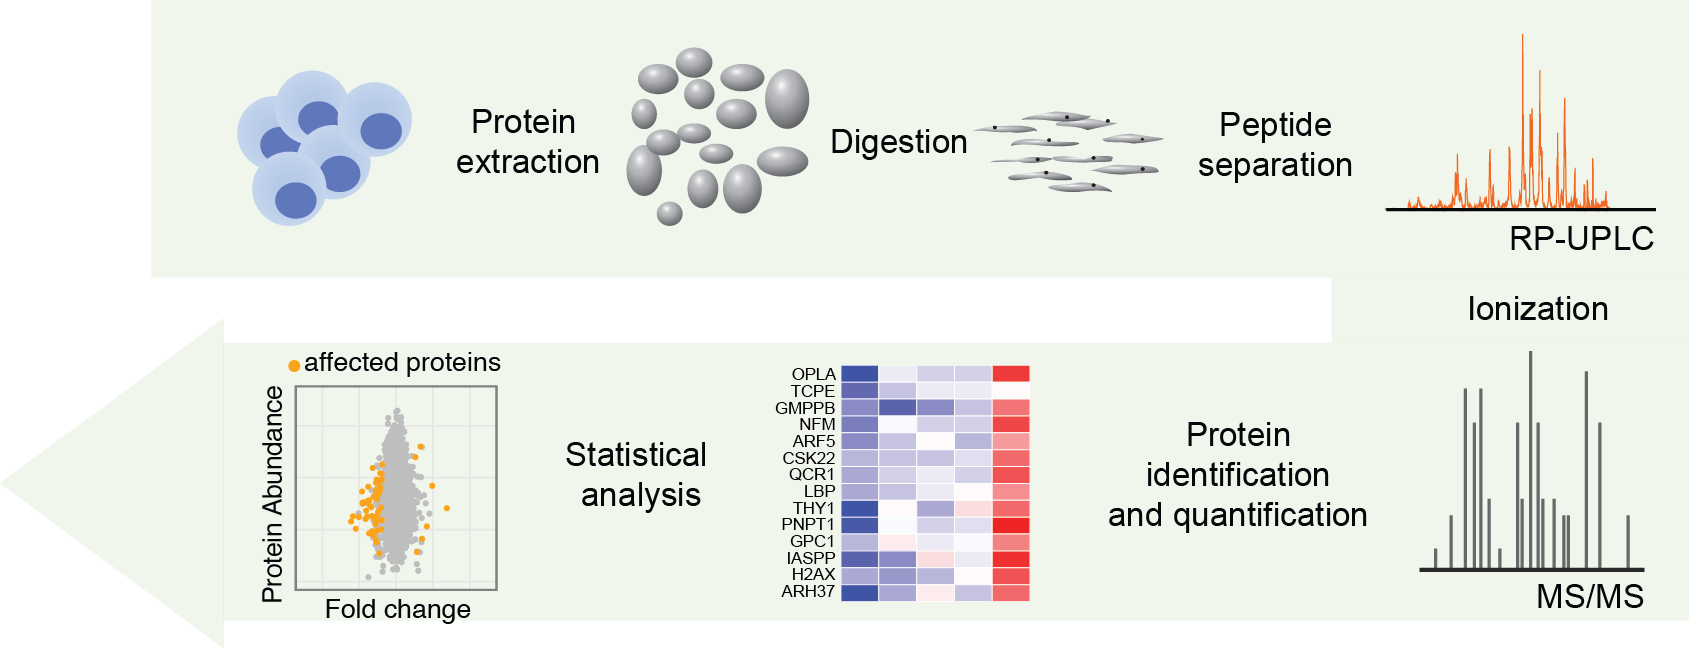 Protein
extraction
Digestion
Peptide
separation
RP-UPLC
Ionization
MS/MS
Protein
identification
and quantification
OPLA
TCPE
GMPPB
NFM
ARF5
CSK22
QCR1
LBP
THY1
PNPT1
GPC1
IASPP
H2AX
ARH37
Statistical
analysis
affected proteins
Protein Abundance
Fold change